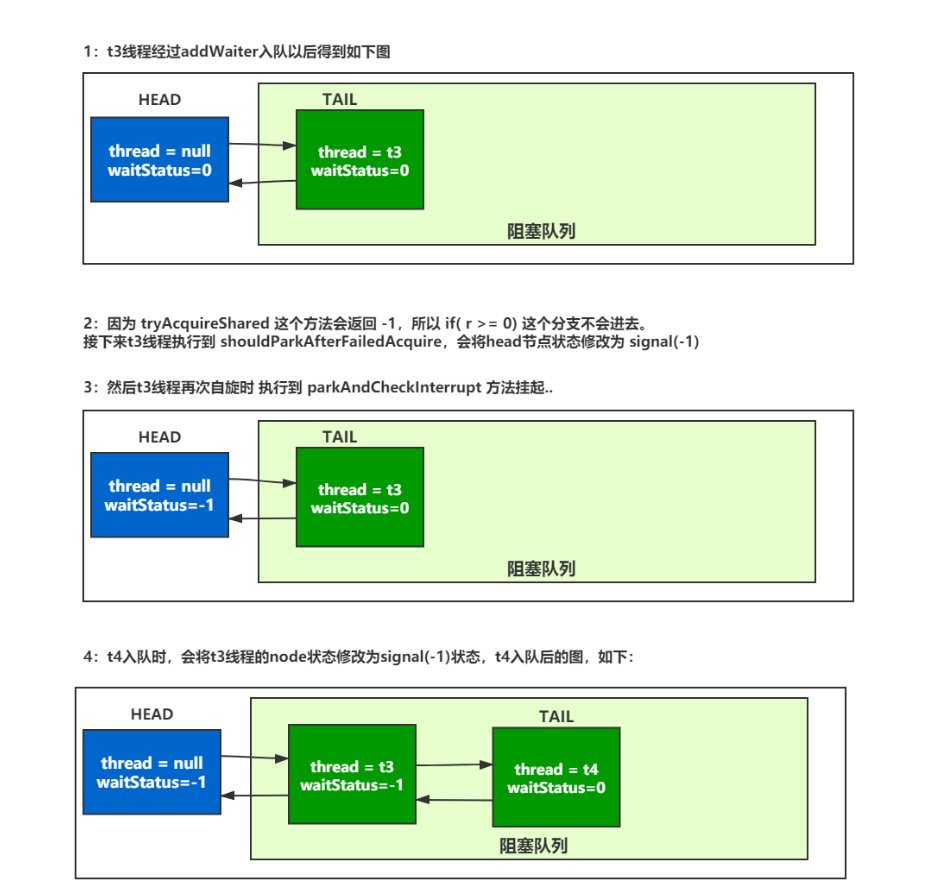 1：t3线程经过addWaiter入队以后得到如下图
HEAD
TAIL
thread = null
waitStatus=0
thread = t3
waitStatus=0
阻塞队列
2：因为 tryAcquireShared 这个方法会返回 -1，所以 if( r >= 0) 这个分支不会进去。
接下来t3线程执行到 shouldParkAfterFailedAcquire，会将head节点状态修改为 signal(-1)
3：然后t3线程再次自旋时 执行到 parkAndCheckInterrupt 方法挂起..
HEAD
TAIL
thread = null
waitStatus=-1
thread = t3
waitStatus=0
阻塞队列
4：t4入队时，会将t3线程的node状态修改为signal(-1)状态，t4入队后的图，如下：
HEAD
TAIL
thread = null
waitStatus=-1
thread = t3
waitStatus=-1
thread = t4
waitStatus=0
阻塞队列